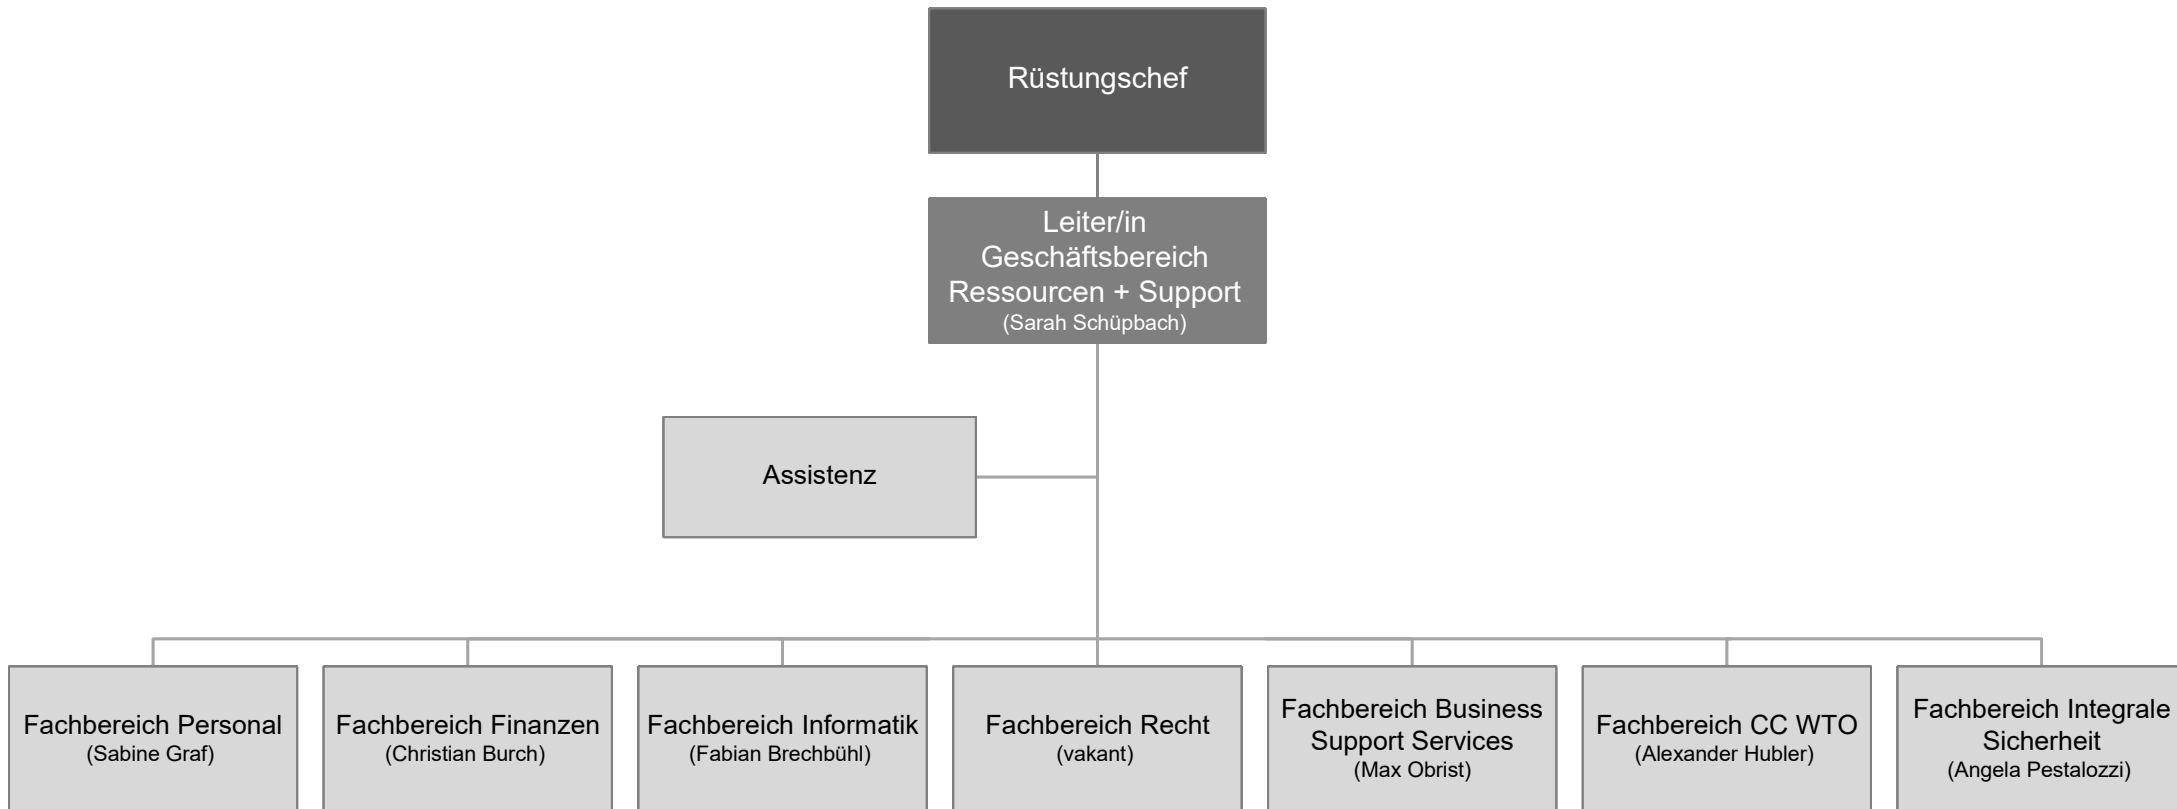 Rüstungschef
Leiter/in
Geschäftsbereich
Ressourcen + Support
(Sarah Schüpbach)
Assistenz
Fachbereich Personal
(Sabine Graf)
Fachbereich Finanzen
(Christian Burch)
Fachbereich Informatik
(Fabian Brechbühl)
Fachbereich Recht
(vakant)
Fachbereich Business
Support Services
(Max Obrist)
Fachbereich CC WTO
(Alexander Hubler)
Fachbereich Integrale
Sicherheit
(Angela Pestalozzi)